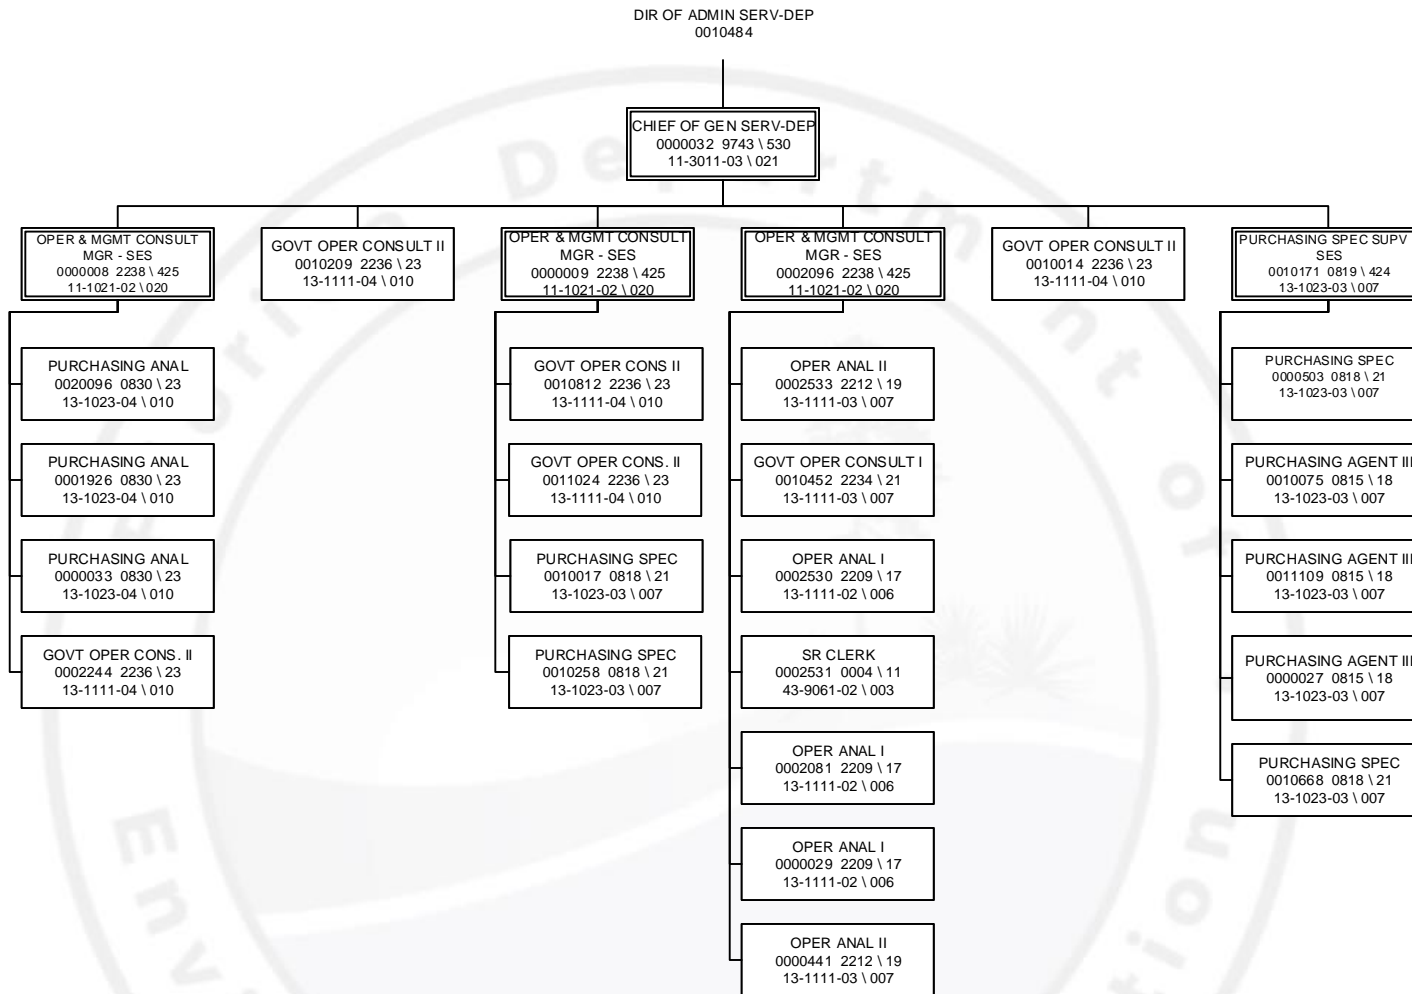 DIR OF ADMIN SERV-DEP
0010484
CHIEF OF GEN SERV-DEP
0000032 9743 \ 530
11-3011-03 \ 021
OPER & MGMT CONSULT
MGR - SES
0000008 2238 \ 425
11-1021-02 \ 020
GOVT OPER CONSULT II
0010209 2236 \ 23
13-1111-04 \ 010
OPER & MGMT CONSULT
MGR - SES
0000009 2238 \ 425
11-1021-02 \ 020
OPER & MGMT CONSULT
MGR - SES
0002096 2238 \ 425
11-1021-02 \ 020
GOVT OPER CONSULT II
0010014 2236 \ 23
13-1111-04 \ 010
PURCHASING SPEC SUPV
SES
0010171 0819 \ 424
13-1023-03 \ 007
PURCHASING ANAL
0020096 0830 \ 23
13-1023-04 \ 010
PURCHASING ANAL
0001926 0830 \ 23
13-1023-04 \ 010
PURCHASING ANAL
0000033 0830 \ 23
13-1023-04 \ 010
GOVT OPER CONS. II
0002244 2236 \ 23
13-1111-04 \ 010
GOVT OPER CONS II
0010812 2236 \ 23
13-1111-04 \ 010
GOVT OPER CONS. II
0011024 2236 \ 23
13-1111-04 \ 010
PURCHASING SPEC
0010017 0818 \ 21
13-1023-03 \ 007
PURCHASING SPEC
0010258 0818 \ 21
13-1023-03 \ 007
OPER ANAL II
0002533 2212 \ 19
13-1111-03 \ 007
GOVT OPER CONSULT I
0010452 2234 \ 21
13-1111-03 \ 007
OPER ANAL I
0002530 2209 \ 17
13-1111-02 \ 006
SR CLERK
0002531 0004 \ 11
43-9061-02 \ 003
OPER ANAL I
0002081 2209 \ 17
13-1111-02 \ 006
OPER ANAL I
0000029 2209 \ 17
13-1111-02 \ 006
OPER ANAL II
0000441 2212 \ 19
13-1111-03 \ 007
PURCHASING SPEC
0000503 0818 \ 21
13-1023-03 \ 007
PURCHASING AGENT III
0010075 0815 \ 18
13-1023-03 \ 007
PURCHASING AGENT III
0011109 0815 \ 18
13-1023-03 \ 007
PURCHASING AGENT III
0000027 0815 \ 18
13-1023-03 \ 007
PURCHASING SPEC
0010668 0818 \ 21
13-1023-03 \ 007
Department of